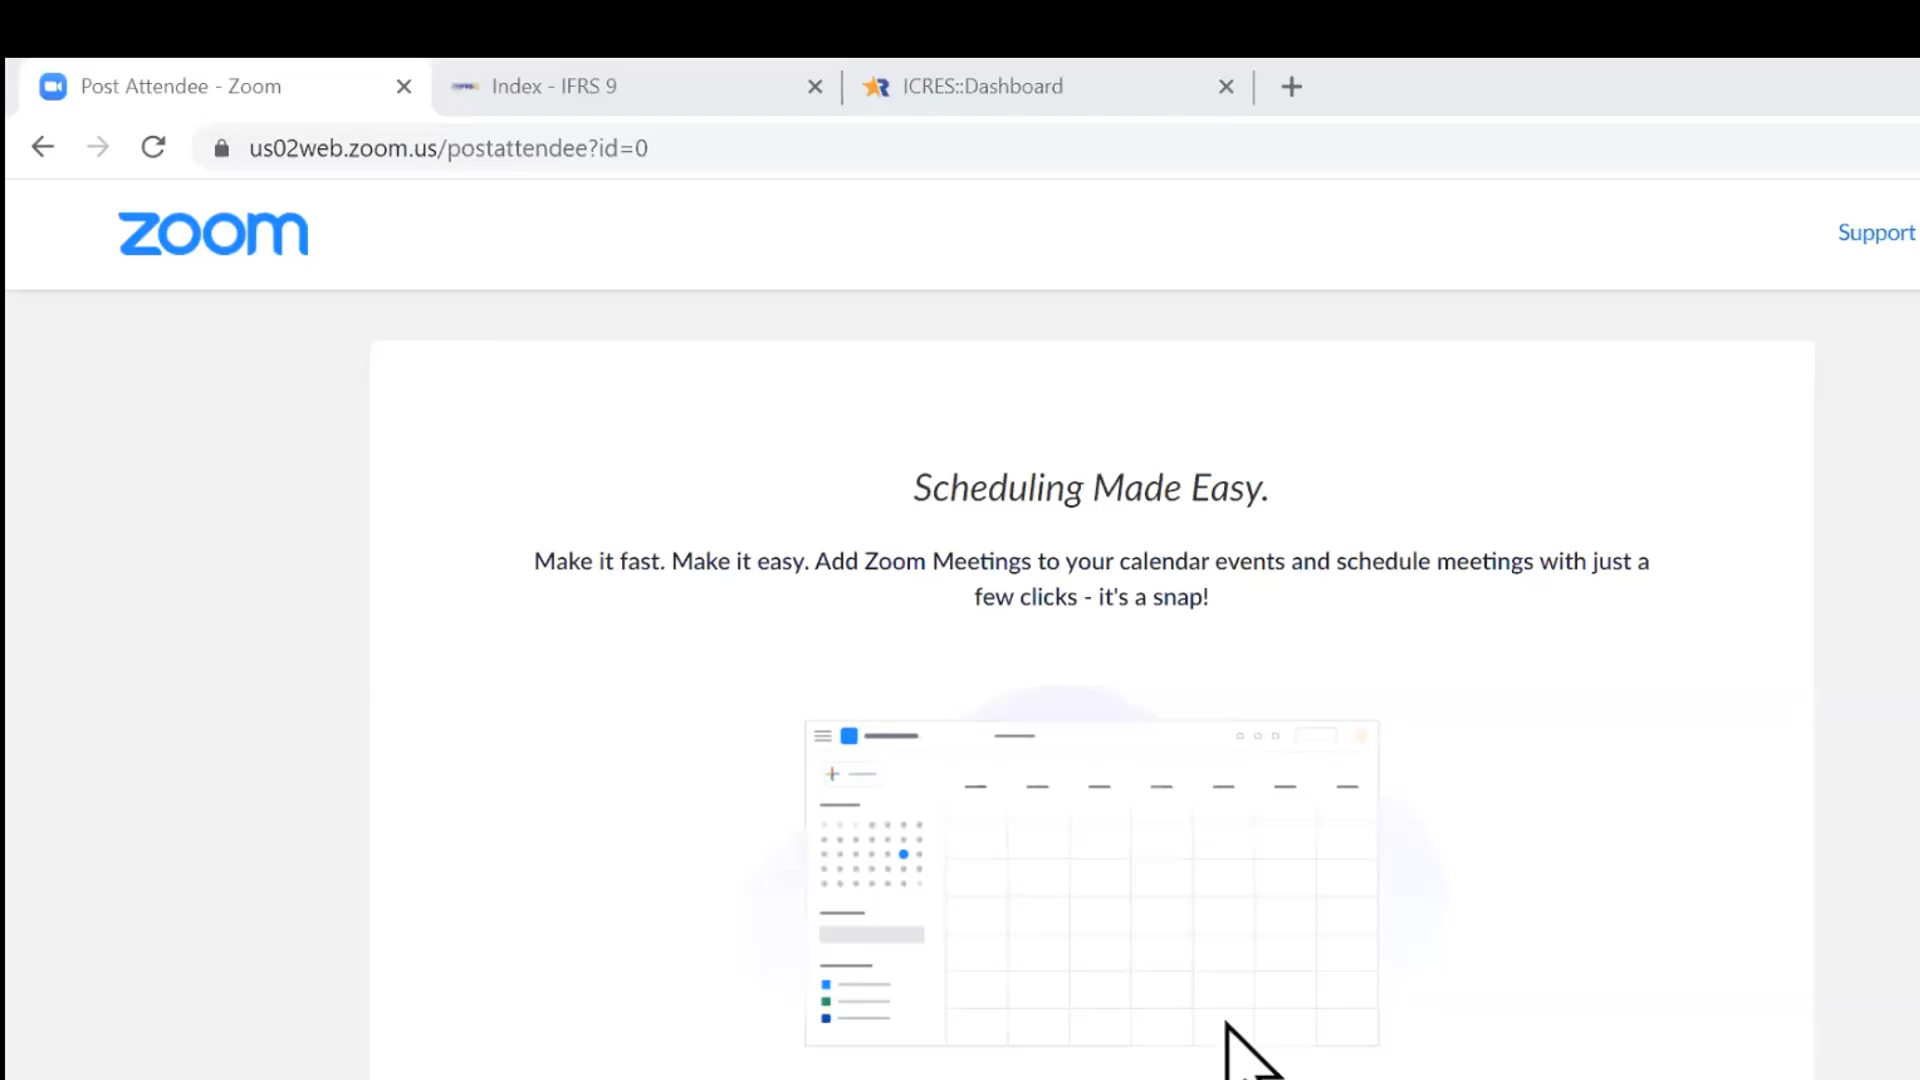 Post Attendee - Zoom
Index - IFRS 9
ICRES::Dashboard
us02web.zoom.us/postattendee?id=0
zoom
Support
Scheduling Made Easy.
Make it fast. Make it easy. Add Zoom Meetings to your calendar events and schedule meetings with just a
few clicks - it's a snap!